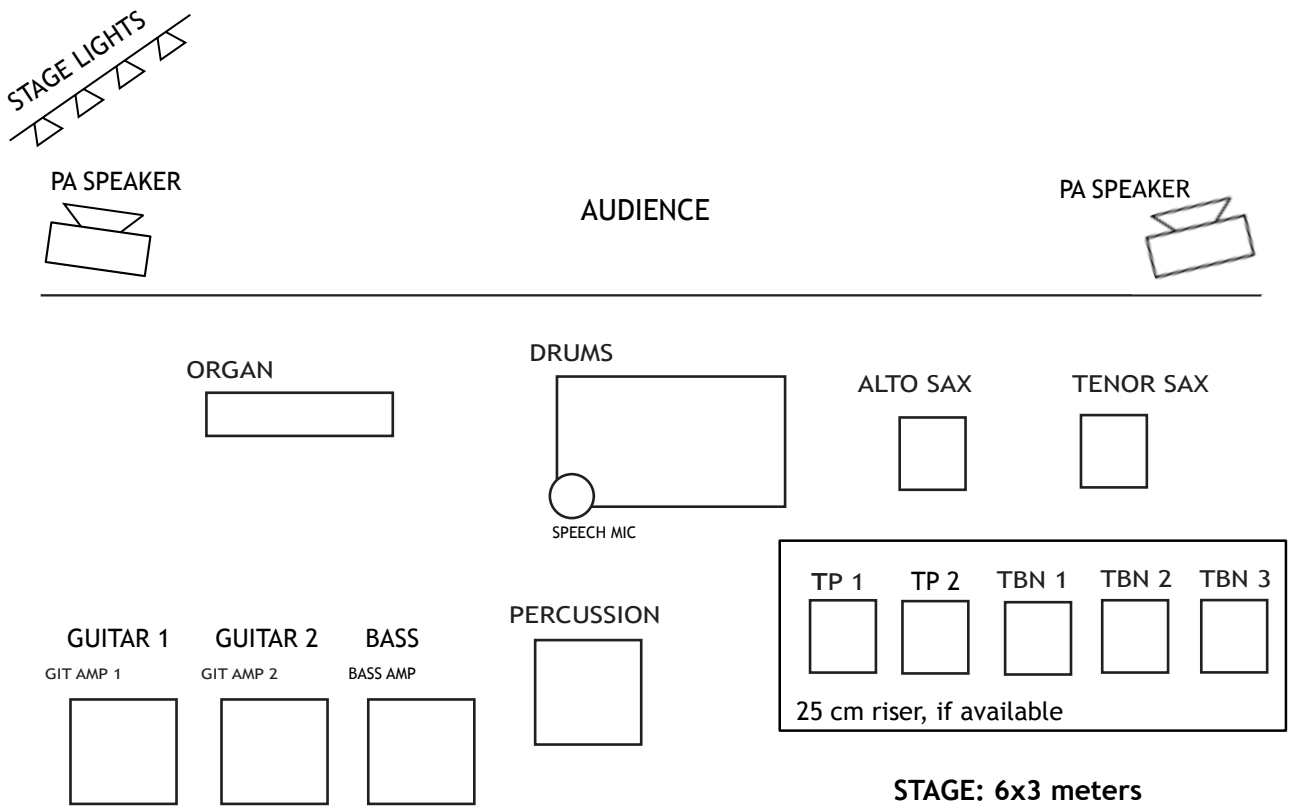 STAGE LIGHTS
PA SPEAKER
AUDIENCE
PA SPEAKER
ORGAN
DRUMS
ALTO SAX
TENOR SAX
SPEECH MIC
TP 1
TP 2
TBN 1
TBN 2
TBN 3
25 cm riser, if available
PERCUSSION
GUITAR 1
GIT AMP 1
GUITAR 2
GIT AMP 2
BASS
BASS AMP
STAGE: 6x3 meters